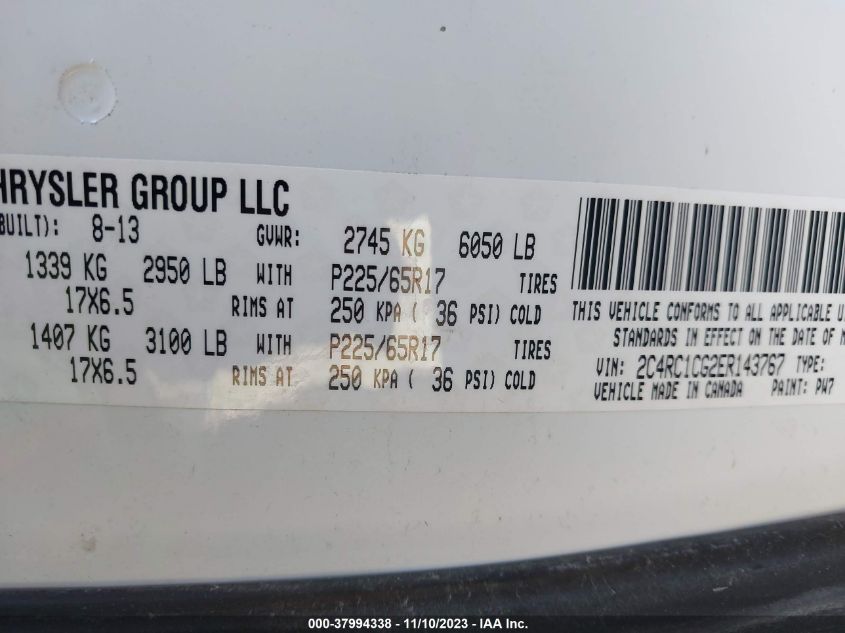 HRYSLER GROUP LLC
BUILT): 8-13 GVWR: 2745 KG 6050 LB
1339 KG 2950 LB WITH P225/65R17 TIRES
17X6.5 RIMS AT 250 KPA ( 36 PSI) COLD
1407 KG 3100 LB WITH P225/65R17 TIRES
17X6.5 RIMS AT 250 KPA ( 36 PSI) COLD
THIS VEHICLE CONFORMS TO ALL APPLICABLE U
STANDARDS IN EFFECT ON THE DATE OF M
VIN: 2C4RC1CG2ER143767 TYPE:
VEHICLE MADE IN CANADA PAINT: PW7
000-37994338 - 11/10/2023 - IAA Inc.